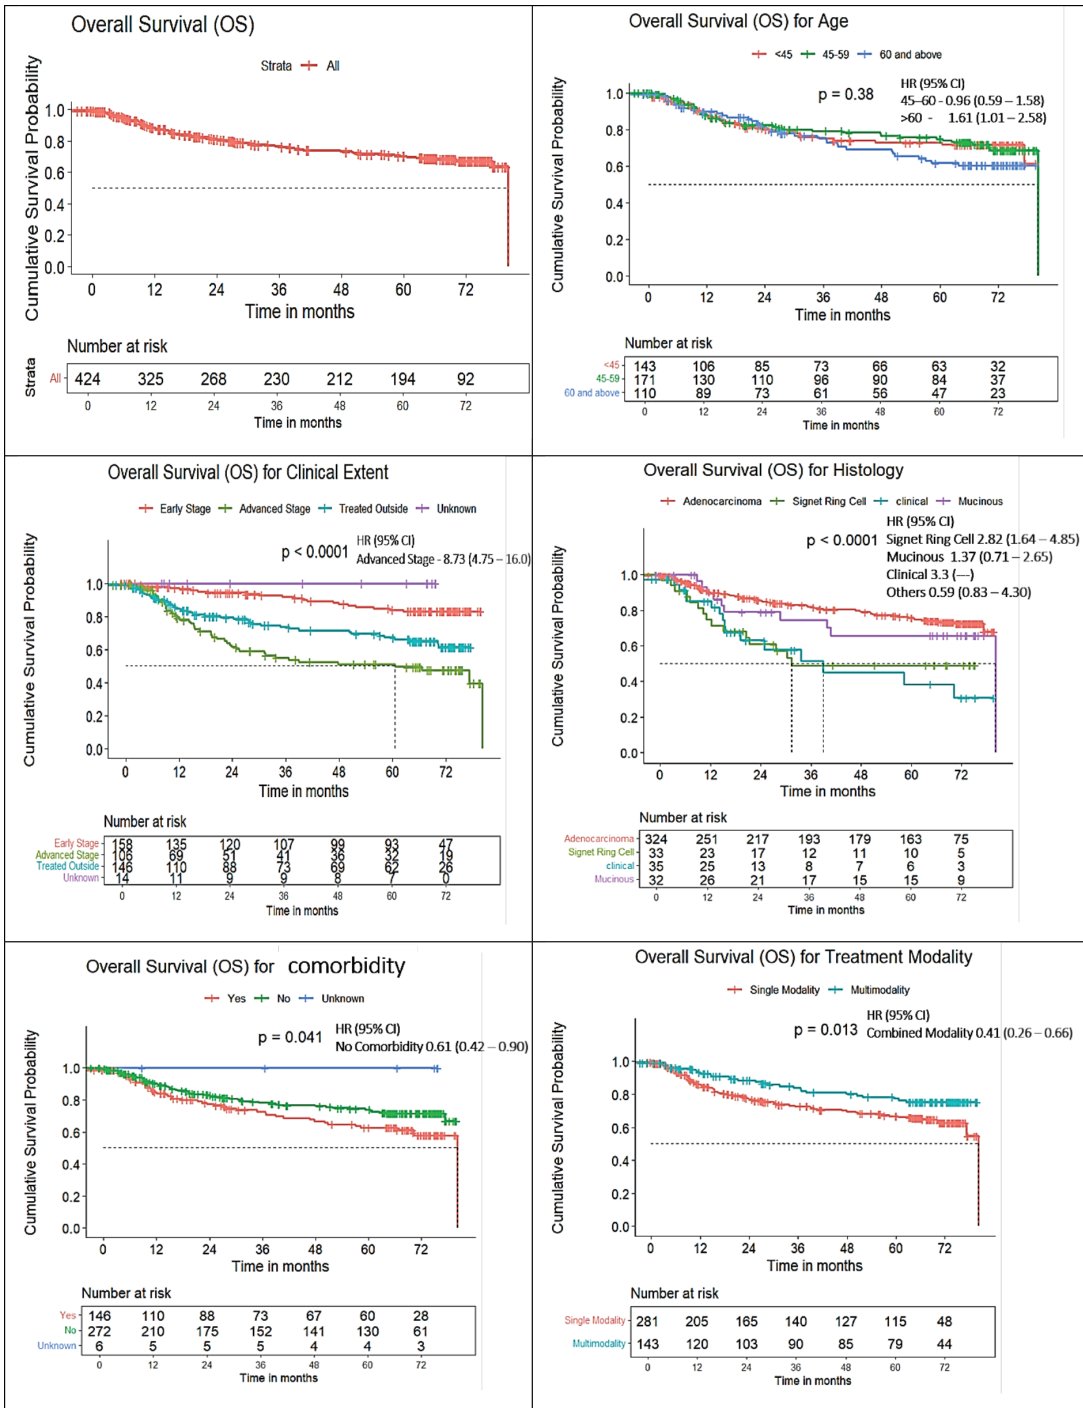 Overall Survival (OS)
Strata All
Cumulative Survival Probability
1.0
0.8
0.6
0.4
0.2
0.0
0 12 24 36 48 60 72
Time in months
Number at risk
Strata
All 424 325 268 230 212 194 92
0 12 24 36 48 60 72
Time in months
Overall Survival (OS) for Age
<45 45-59 60 and above
HR (95% CI)
p = 0.38
45–60 - 0.96 (0.59 – 1.58)
>60 - 1.61 (1.01 – 2.58)
Cumulative Survival Probability
1.0
0.8
0.6
0.4
0.2
0.0
0 12 24 36 48 60 72
Time in months
Number at risk
<45 143 106 85 73 66 63 32
45-59 171 130 110 96 90 84 37
60 and above 110 89 73 61 56 47 23
0 12 24 36 48 60 72
Time in months
Overall Survival (OS) for Clinical Extent
Early Stage Advanced Stage Treated Outside Unknown
HR (95% CI)
p < 0.0001
Advanced Stage - 8.73 (4.75 – 16.0)
Cumulative Survival Probability
1.0
0.8
0.6
0.4
0.2
0.0
0 12 24 36 48 60 72
Time in months
Number at risk
Early Stage 158 135 120 107 99 93 47
Advanced Stage 106 69 51 41 36 32 19
Treated Outside 146 110 88 73 69 62 26
Unknown 14 11 9 9 8 7 0
0 12 24 36 48 60 72
Time in months
Overall Survival (OS) for Histology
Adenocarcinoma Signet Ring Cell clinical Mucinous
HR (95% CI)
p < 0.0001
Signet Ring Cell 2.82 (1.64 – 4.85)
Mucinous 1.37 (0.71 – 2.65)
Clinical 3.3 (—)
Others 0.59 (0.83 – 4.30)
Cumulative Survival Probability
1.0
0.8
0.6
0.4
0.2
0.0
0 12 24 36 48 60 72
Time in months
Number at risk
Adenocarcinoma 324 251 217 193 179 163 75
Signet Ring Cell 33 23 17 12 11 10 5
clinical 35 25 13 8 7 6 3
Mucinous 32 26 21 17 15 15 9
0 12 24 36 48 60 72
Time in months
Overall Survival (OS) for comorbidity
Yes No Unknown
HR (95% CI)
p = 0.041
No Comorbidity 0.61 (0.42 – 0.90)
Cumulative Survival Probability
1.0
0.8
0.6
0.4
0.2
0.0
0 12 24 36 48 60 72
Time in months
Number at risk
Yes 146 110 88 73 67 60 28
No 272 210 175 152 141 130 61
Unknown 6 5 5 5 4 4 3
0 12 24 36 48 60 72
Time in months
Overall Survival (OS) for Treatment Modality
Single Modality Multimodality
HR (95% CI)
p = 0.013
Combined Modality 0.41 (0.26 – 0.66)
Cumulative Survival Probability
1.0
0.8
0.6
0.4
0.2
0.0
0 12 24 36 48 60 72
Time in months
Number at risk
Single Modality 281 205 165 140 127 115 48
Multimodality 143 120 103 90 85 79 44
0 12 24 36 48 60 72
Time in months